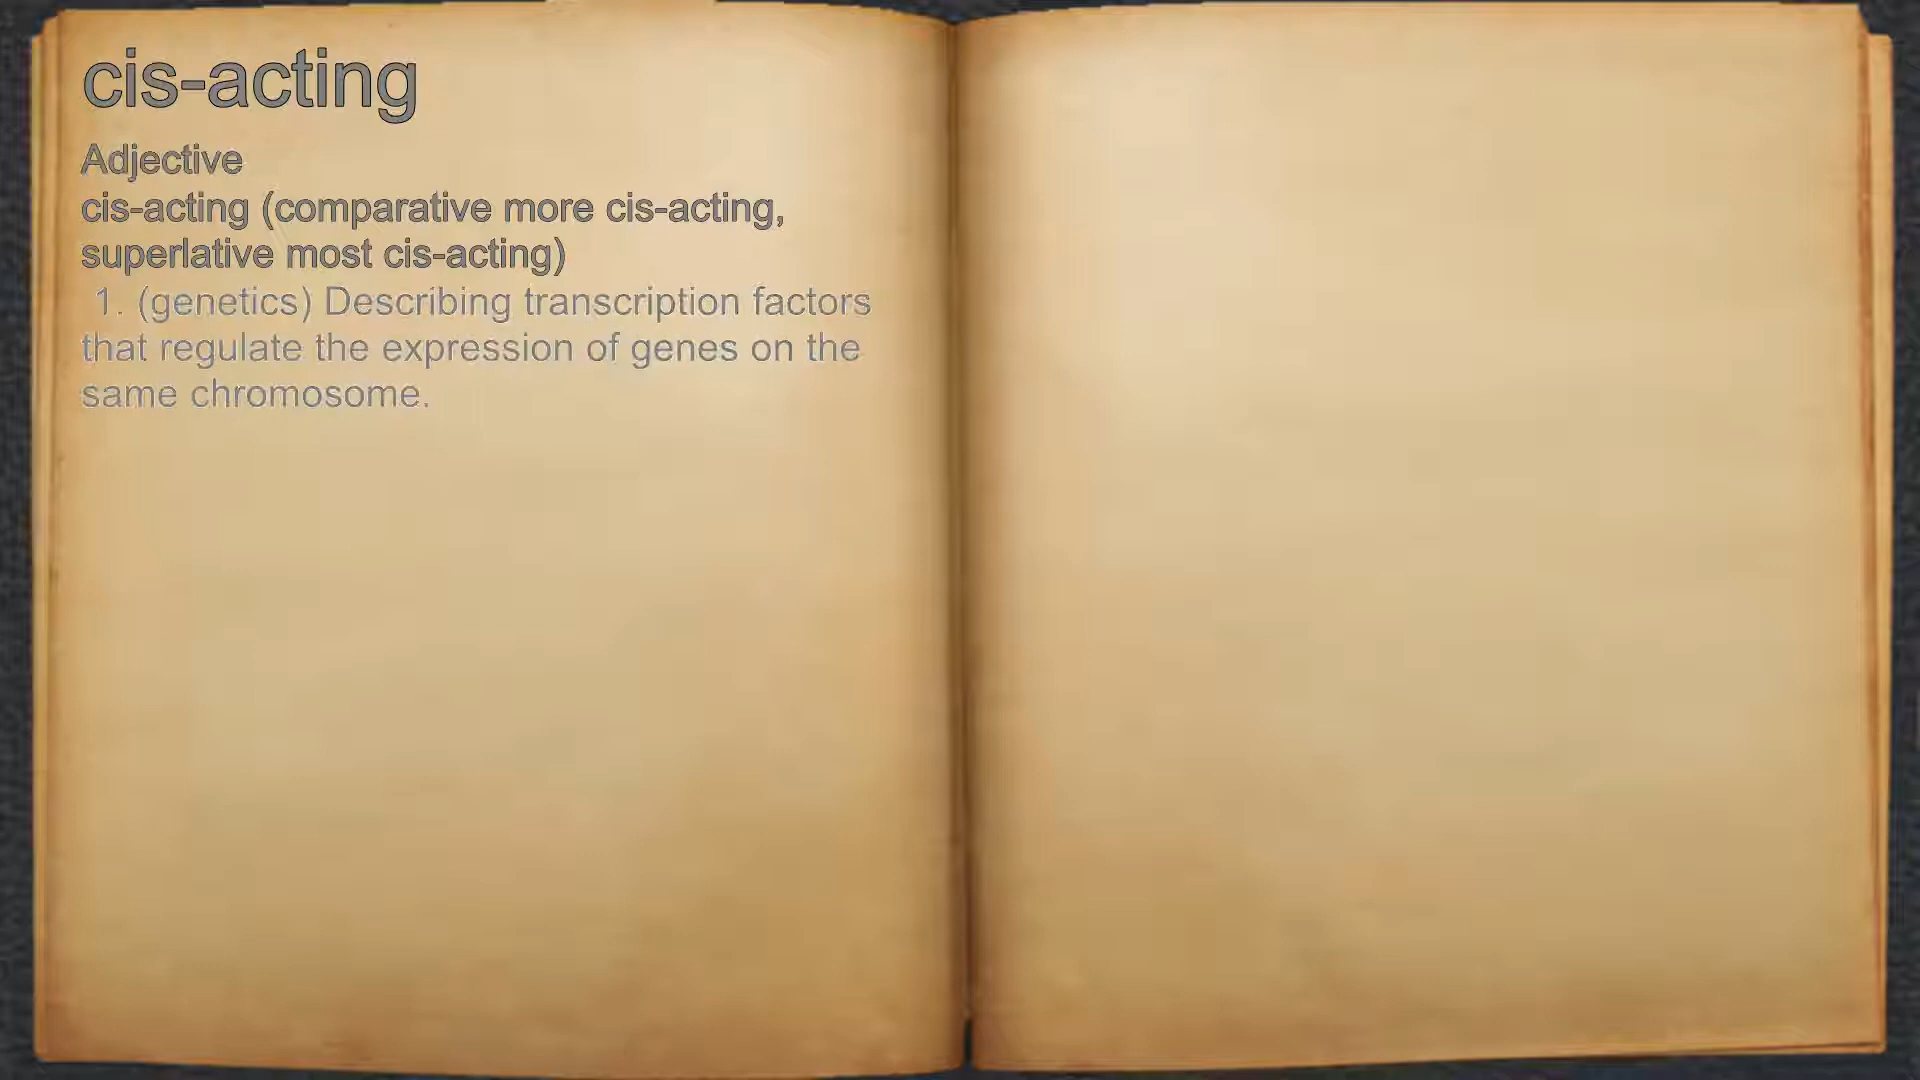 cis-acting
Adjective
cis-acting (comparative more cis-acting,
superlative most cis-acting)
1. (genetics) Describing transcription factors
that regulate the expression of genes on the
same chromosome.